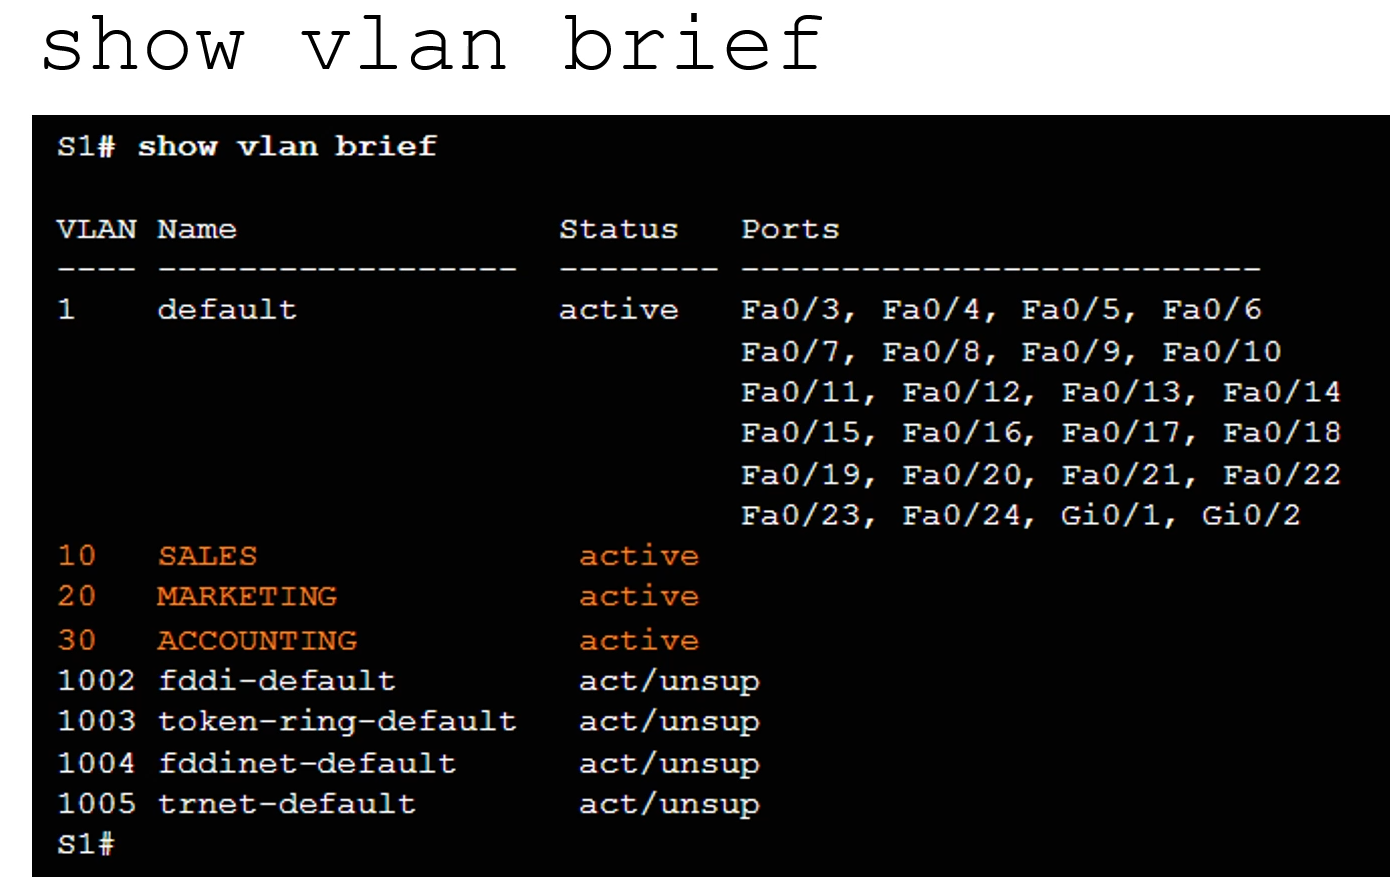 show vlan brief
S1# show vlan brief
VLAN Name Status Ports
---- ------------------ -------- --------------------------
1 default active Fa0/3, Fa0/4, Fa0/5, Fa0/6
Fa0/7, Fa0/8, Fa0/9, Fa0/10
Fa0/11, Fa0/12, Fa0/13, Fa0/14
Fa0/15, Fa0/16, Fa0/17, Fa0/18
Fa0/19, Fa0/20, Fa0/21, Fa0/22
Fa0/23, Fa0/24, Gi0/1, Gi0/2
10 SALES active
20 MARKETING active
30 ACCOUNTING active
1002 fddi-default act/unsup
1003 token-ring-default act/unsup
1004 fddinet-default act/unsup
1005 trnet-default act/unsup
S1#